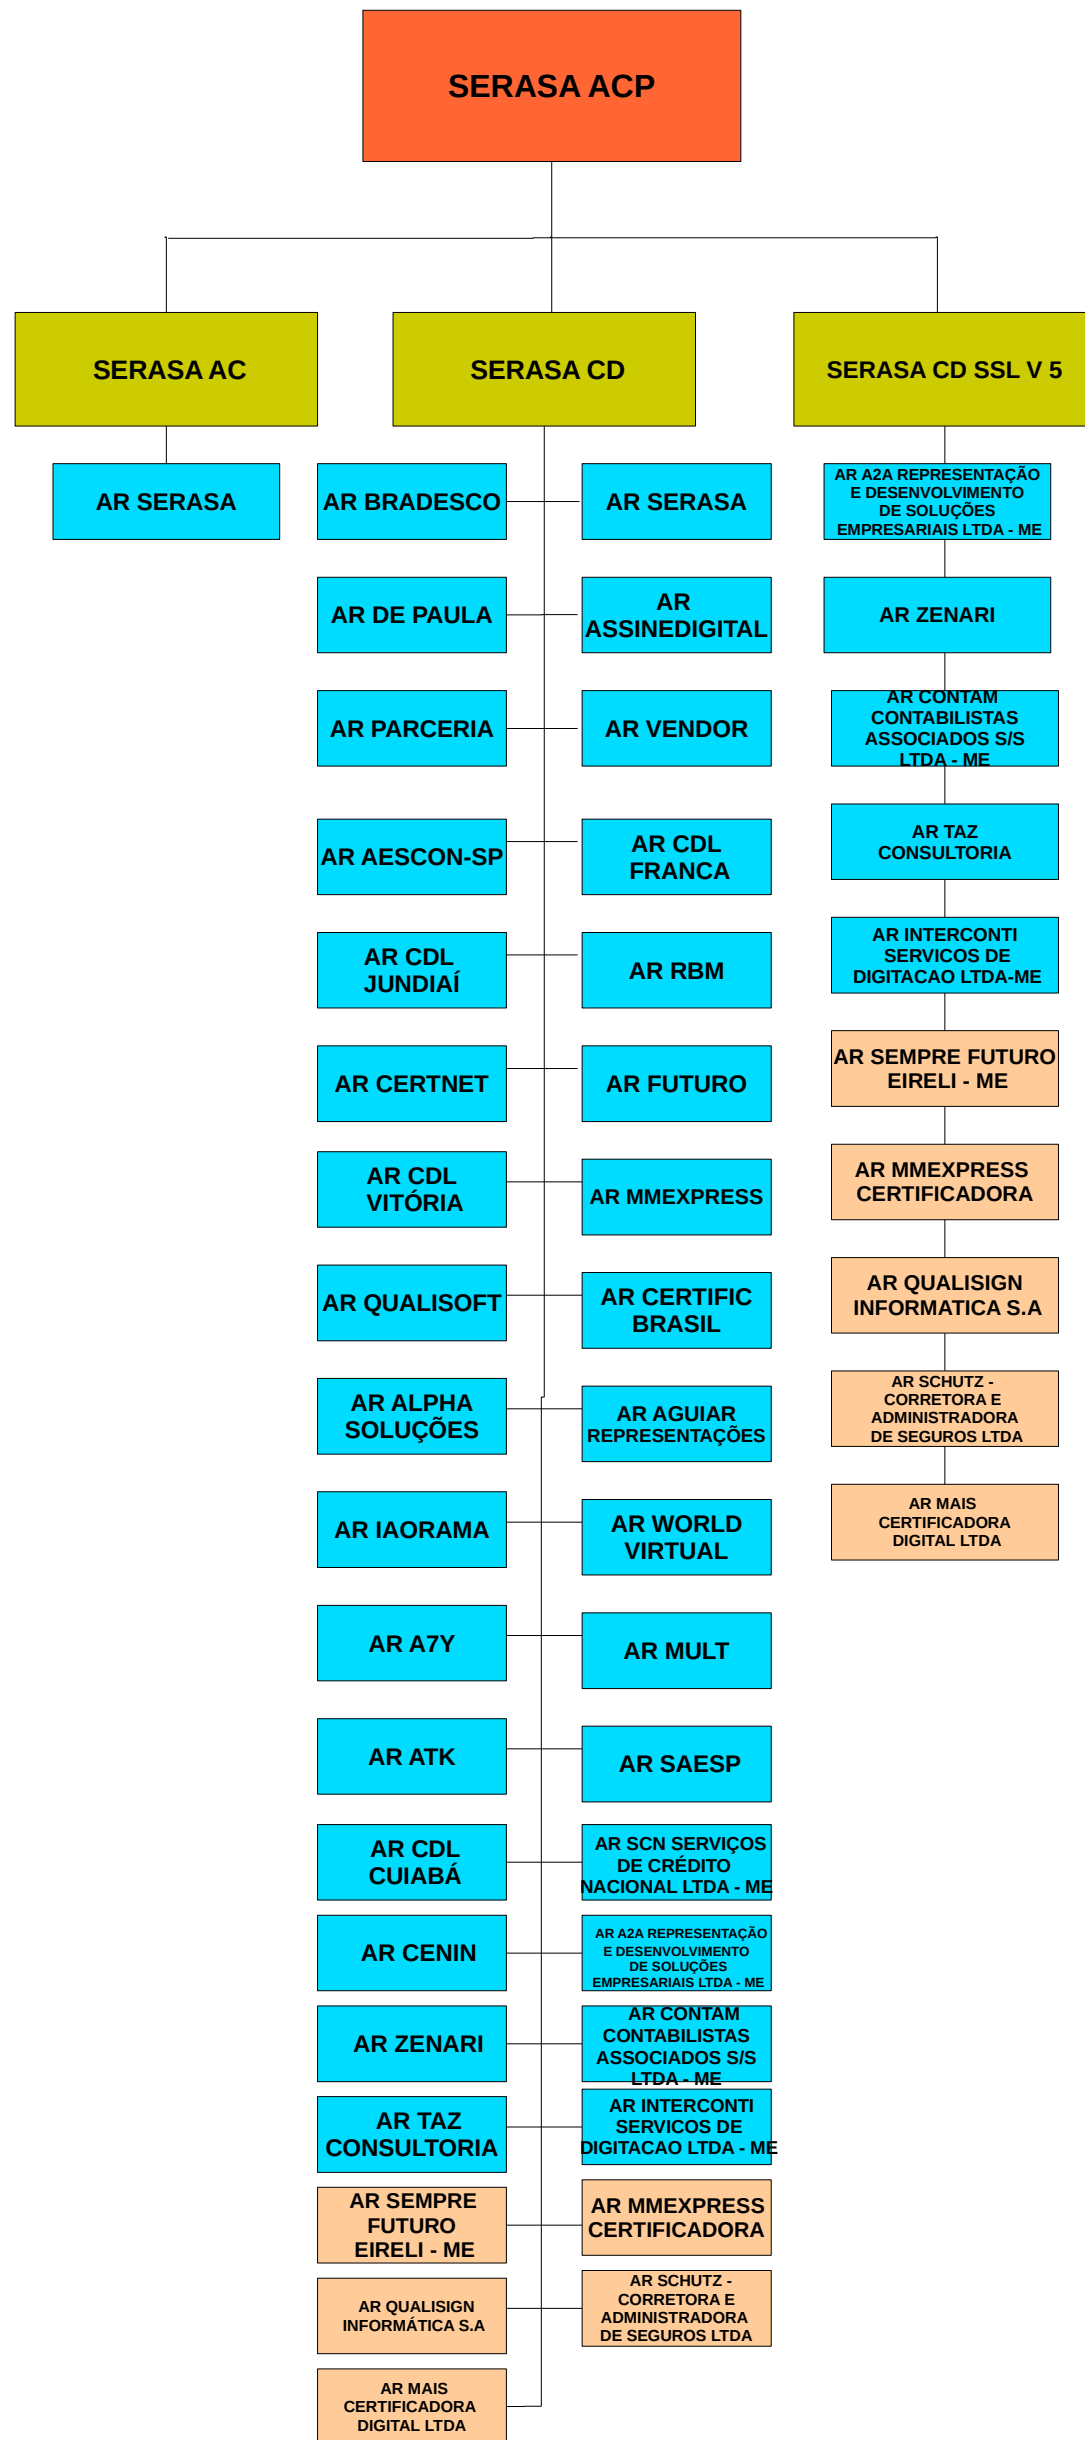 SERASA ACP
SERASA AC
SERASA CD
SERASA CD SSL V 5
AR SERASA
AR BRADESCO
AR SERASA
AR A2A REPRESENTAÇÃO
E DESENVOLVIMENTO
DE SOLUÇÕES
EMPRESARIAIS LTDA - ME
AR DE PAULA
AR
ASSINEDIGITAL
AR ZENARI
AR PARCERIA
AR VENDOR
AR CONTAM
CONTABILISTAS
ASSOCIADOS S/S
LTDA - ME
AR AESCON-SP
AR CDL
FRANCA
AR TAZ
CONSULTORIA
AR CDL
JUNDIAÍ
AR RBM
AR INTERCONTI
SERVICOS DE
DIGITACAO LTDA-ME
AR CERTNET
AR FUTURO
AR SEMPRE FUTURO
EIRELI - ME
AR CDL
VITÓRIA
AR MMEXPRESS
AR MMEXPRESS
CERTIFICADORA
AR QUALISOFT
AR CERTIFIC
BRASIL
AR QUALISIGN
INFORMATICA S.A
AR ALPHA
SOLUÇÕES
AR AGUIAR
REPRESENTAÇÕES
AR SCHUTZ -
CORRETORA E
ADMINISTRADORA
DE SEGUROS LTDA
AR IAORAMA
AR WORLD
VIRTUAL
AR MAIS
CERTIFICADORA
DIGITAL LTDA
AR A7Y
AR MULT
AR ATK
AR SAESP
AR CDL
CUIABÁ
AR SCN SERVIÇOS
DE CRÉDITO
NACIONAL LTDA - ME
AR CENIN
AR A2A REPRESENTAÇÃO
E DESENVOLVIMENTO
DE SOLUÇÕES
EMPRESARIAIS LTDA - ME
AR ZENARI
AR CONTAM
CONTABILISTAS
ASSOCIADOS S/S
LTDA - ME
AR TAZ
CONSULTORIA
AR INTERCONTI
SERVICOS DE
DIGITACAO LTDA - ME
AR SEMPRE
FUTURO
EIRELI - ME
AR MMEXPRESS
CERTIFICADORA
AR QUALISIGN
INFORMÁTICA S.A
AR SCHUTZ -
CORRETORA E
ADMINISTRADORA
DE SEGUROS LTDA
AR MAIS
CERTIFICADORA
DIGITAL LTDA